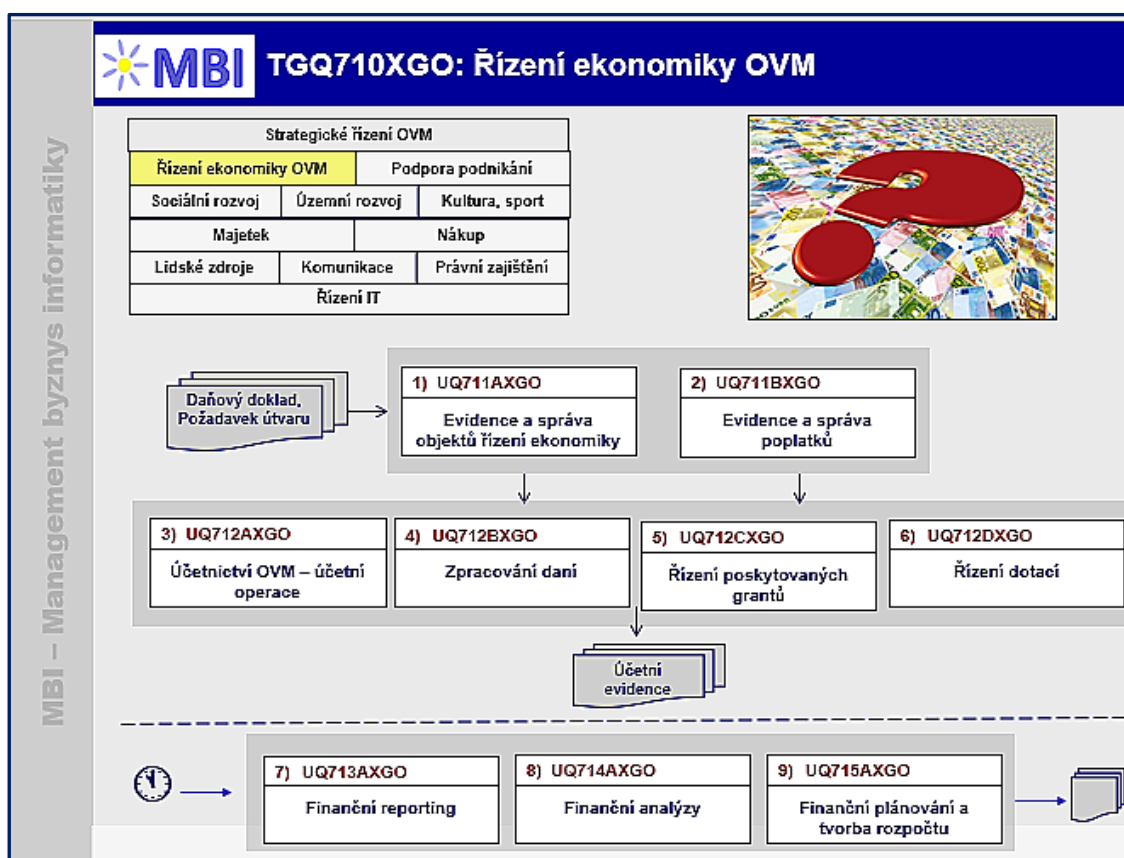 MBI – Management byznys informatiky
MBI
TGQ710XGO: Řízení ekonomiky OVM
Strategické řízení OVM
Řízení ekonomiky OVM
Podpora podnikání
Sociální rozvoj
Územní rozvoj
Kultura, sport
Majetek
Nákup
Lidské zdroje
Komunikace
Právní zajištění
Řízení IT
Daňový doklad,
Požadavek útvaru
1) UQ711AXGO
Evidence a správa
objektů řízení ekonomiky
2) UQ711BXGO
Evidence a správa
poplatků
3) UQ712AXGO
Účetnictví OVM – účetní
operace
4) UQ712BXGO
Zpracování daní
5) UQ712CXGO
Řízení poskytovaných
grantů
6) UQ712DXGO
Řízení dotací
Účetní
evidence
7) UQ713AXGO
Finanční reporting
8) UQ714AXGO
Finanční analýzy
9) UQ715AXGO
Finanční plánování a
tvorba rozpočtu